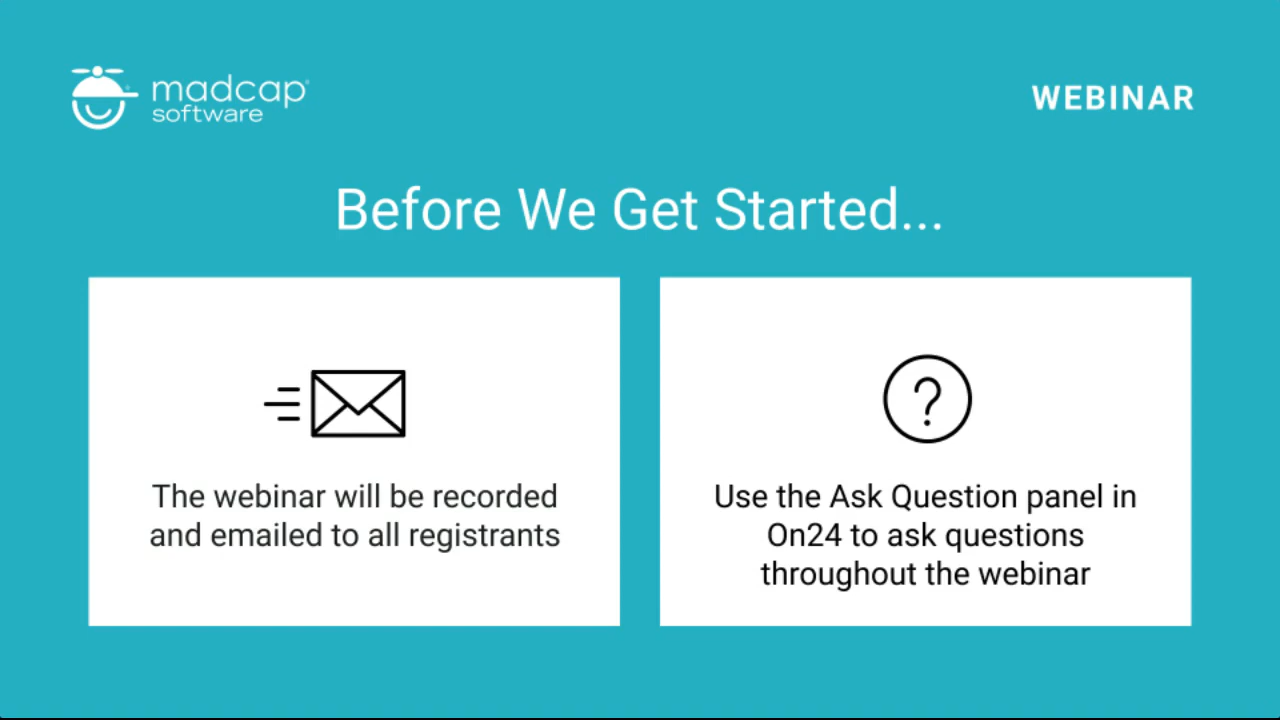 madcap
software
WEBINAR
Before We Get Started...
The webinar will be recorded
and emailed to all registrants
?
Use the Ask Question panel in
On24 to ask questions
throughout the webinar